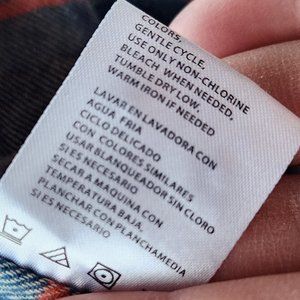 COLORS,
GENTLE CYCLE,
USE ONLY NON-CHLORINE
BLEACH WHEN NEEDED,
TUMBLE DRY LOW,
WARM IRON IF NEEDED
LAVAR EN LAVADORA CON
AGUA FRIA
CICLO DELICADO
CON COLORES SIMILARES
USAR BLANQUEADOR SIN CLORO
SI ES NECESARIO
SECAR A MAQUINA CON
TEMPERATURA BAJA.
PLANCHAR CON PLANCHA MEDIA
SI ES NECESARIO